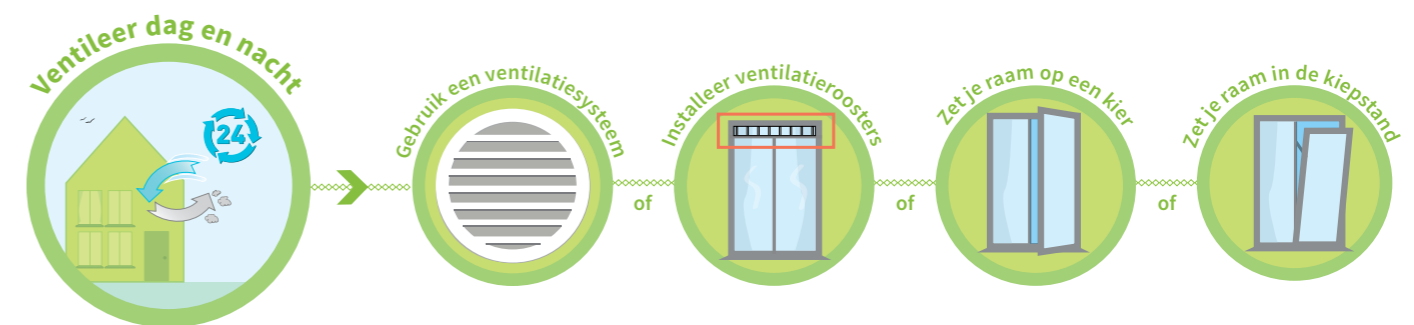 Ventileer dag en nacht
24
Gebruik een ventilatiesysteem
of
Installeer ventilatieroosters
of
Zet je raam op een kier
of
Zet je raam in de kiepstand